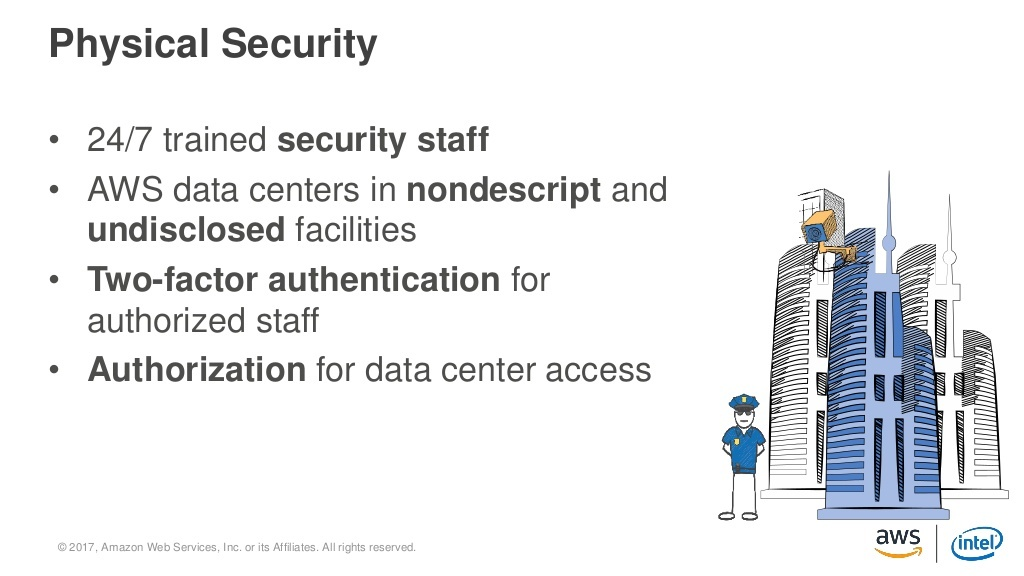 Physical Security
• 24/7 trained security staff
• AWS data centers in nondescript and
undisclosed facilities
• Two-factor authentication for
authorized staff
• Authorization for data center access
© 2017, Amazon Web Services, Inc. or its Affiliates. All rights reserved.
aws
intel